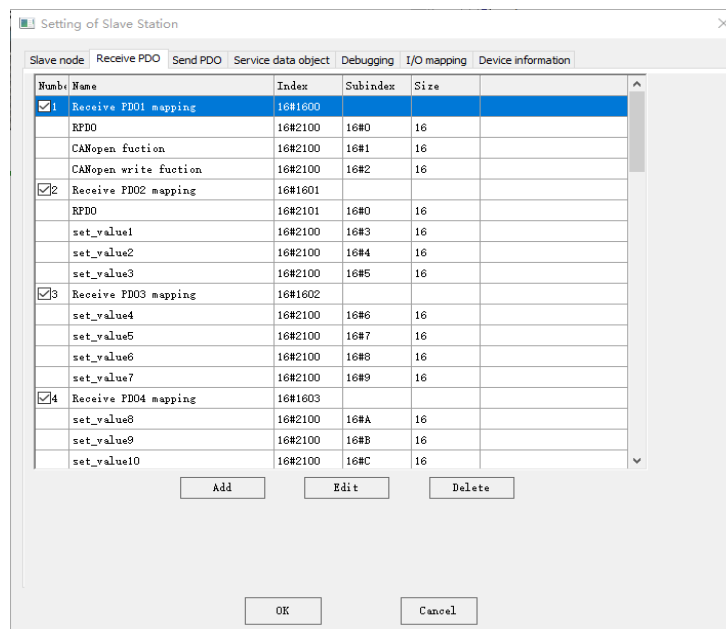 Setting of Slave Station
Slave node Receive PDO Send PDO Service data object Debugging I/O mapping Device information
Numbe Name Index Subindex Size
1 Receive PDO1 mapping 16#1600
RPDO 16#2100 16#0 16
CANopen fuction 16#2100 16#1 16
CANopen write fuction 16#2100 16#2 16
2 Receive PDO2 mapping 16#1601
RPDO 16#2101 16#0 16
set_value1 16#2100 16#3 16
set_value2 16#2100 16#4 16
set_value3 16#2100 16#5 16
3 Receive PDO3 mapping 16#1602
set_value4 16#2100 16#6 16
set_value5 16#2100 16#7 16
set_value6 16#2100 16#8 16
set_value7 16#2100 16#9 16
4 Receive PDO4 mapping 16#1603
set_value8 16#2100 16#A 16
set_value9 16#2100 16#B 16
set_value10 16#2100 16#C 16
Add Edit Delete
OK Cancel